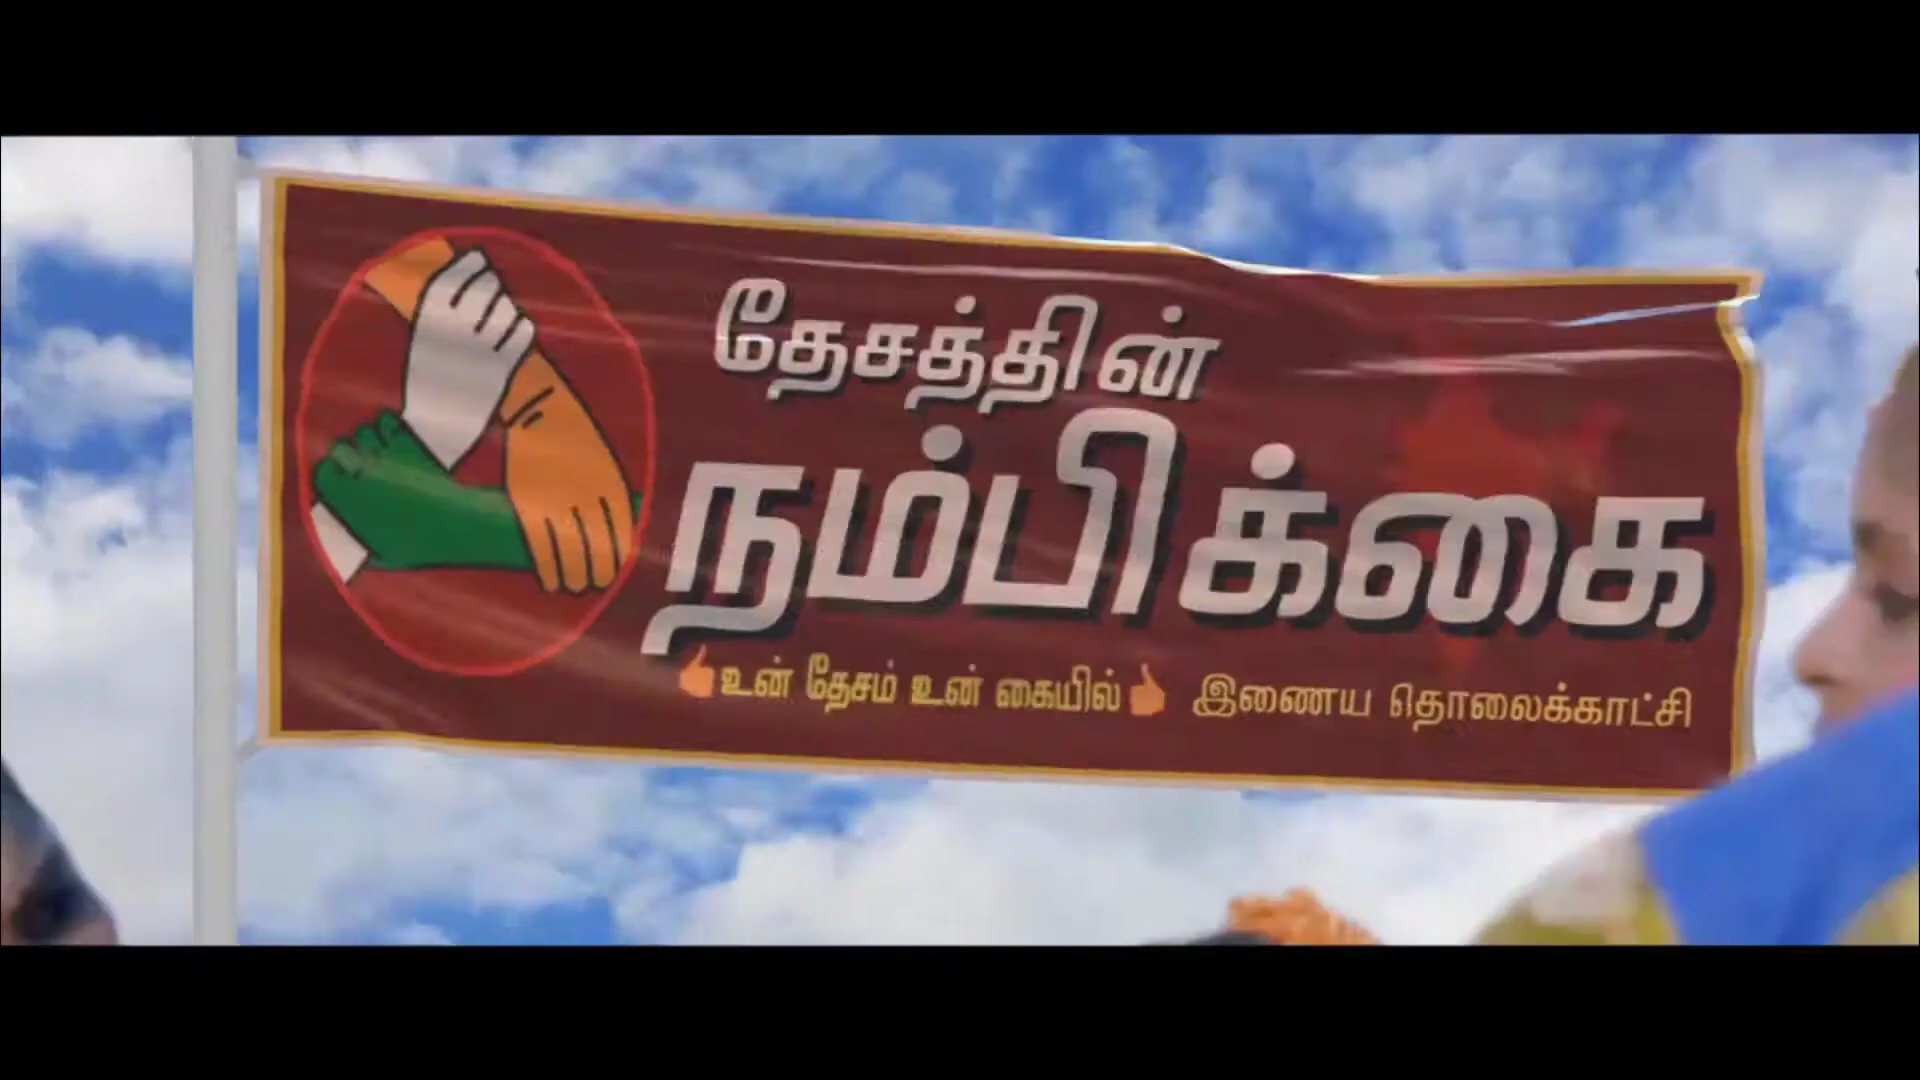 தேசத்தின்
நம்பிக்கை
உன் தேசம் உன் கையில் இணைய தொலைக்காட்சி